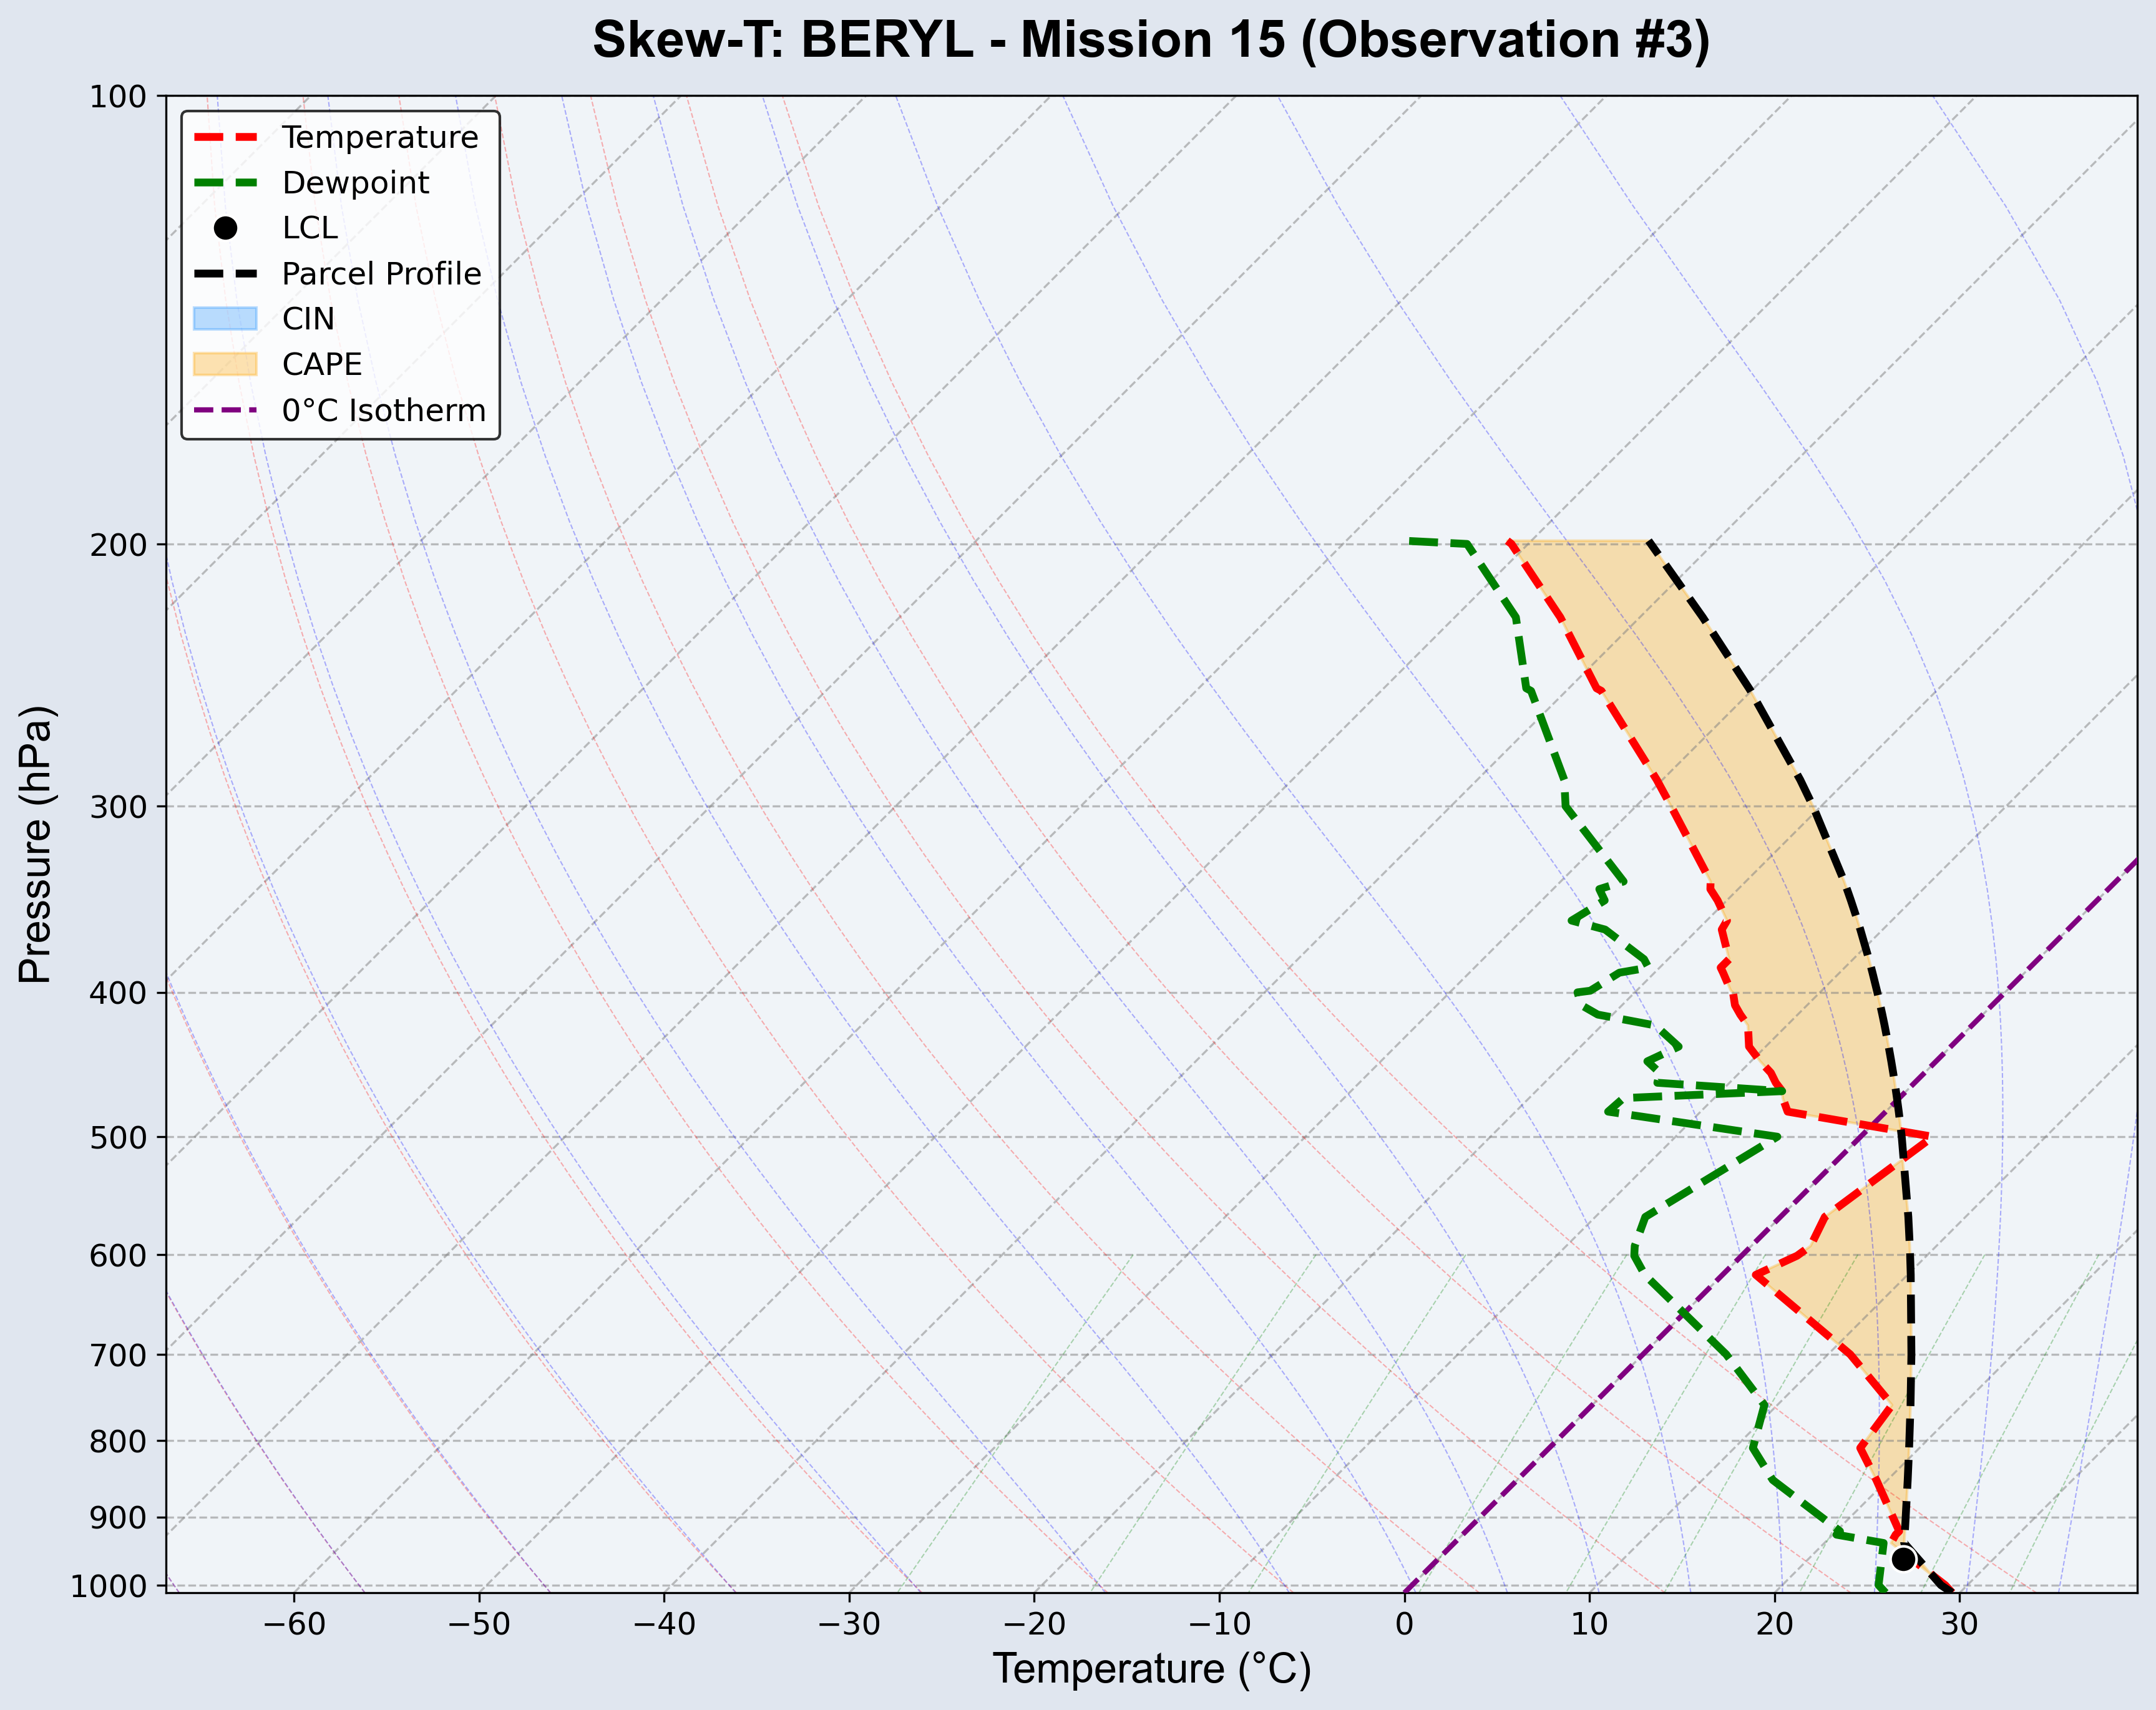 Skew-T: BERYL - Mission 15 (Observation #3)
Temperature
Dewpoint
LCL
Parcel Profile
CIN
CAPE
0°C Isotherm
Pressure (hPa)
100
200
300
400
500
600
700
800
900
1000
−60 −50 −40 −30 −20 −10 0 10 20 30
Temperature (°C)